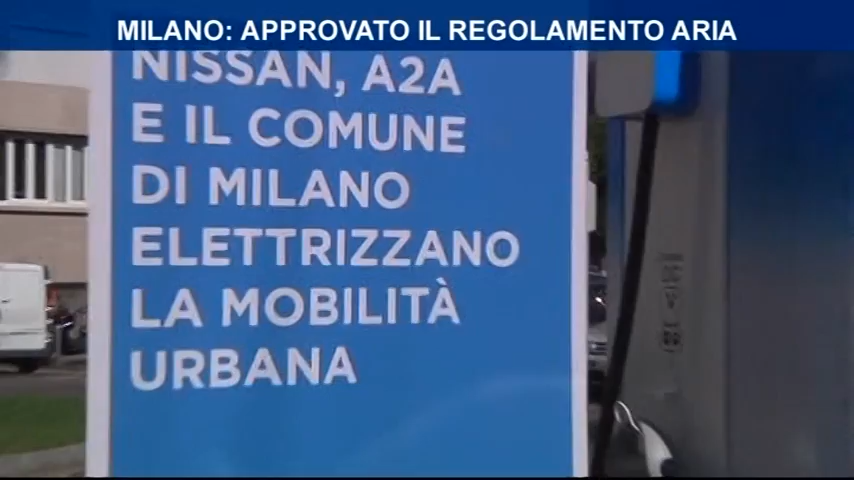 MILANO: APPROVATO IL REGOLAMENTO ARIA
NISSAN, A2A
E IL COMUNE
DI MILANO
ELETTRIZZANO
LA MOBILITÀ
URBANA